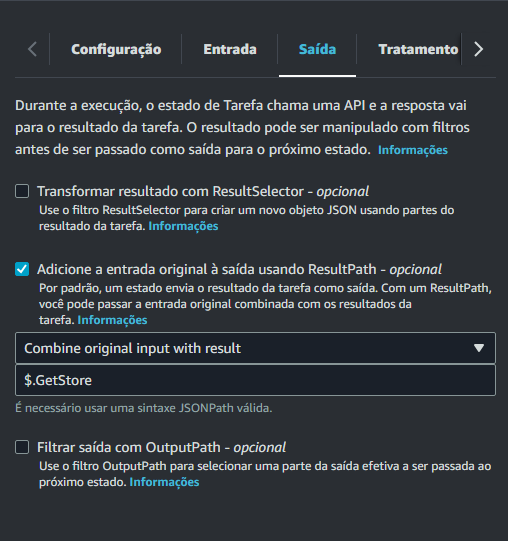 Configuração Entrada Saída Tratamento
Durante a execução, o estado de Tarefa chama uma API e a resposta vai
para o resultado da tarefa. O resultado pode ser manipulado com filtros
antes de ser passado como saída para o próximo estado. Informações
Transformar resultado com ResultSelector - opcional
Use o filtro ResultSelector para criar um novo objeto JSON usando partes do
resultado da tarefa. Informações
Adicione a entrada original à saída usando ResultPath - opcional
Por padrão, um estado envia o resultado da tarefa como saída. Com um ResultPath,
você pode passar a entrada original combinada com os resultados da
tarefa. Informações
Combine original input with result
$.GetStore
É necessário usar uma sintaxe JSONPath válida.
Filtrar saída com OutputPath - opcional
Use o filtro OutputPath para selecionar uma parte da saída efetiva a ser passada ao
próximo estado. Informações